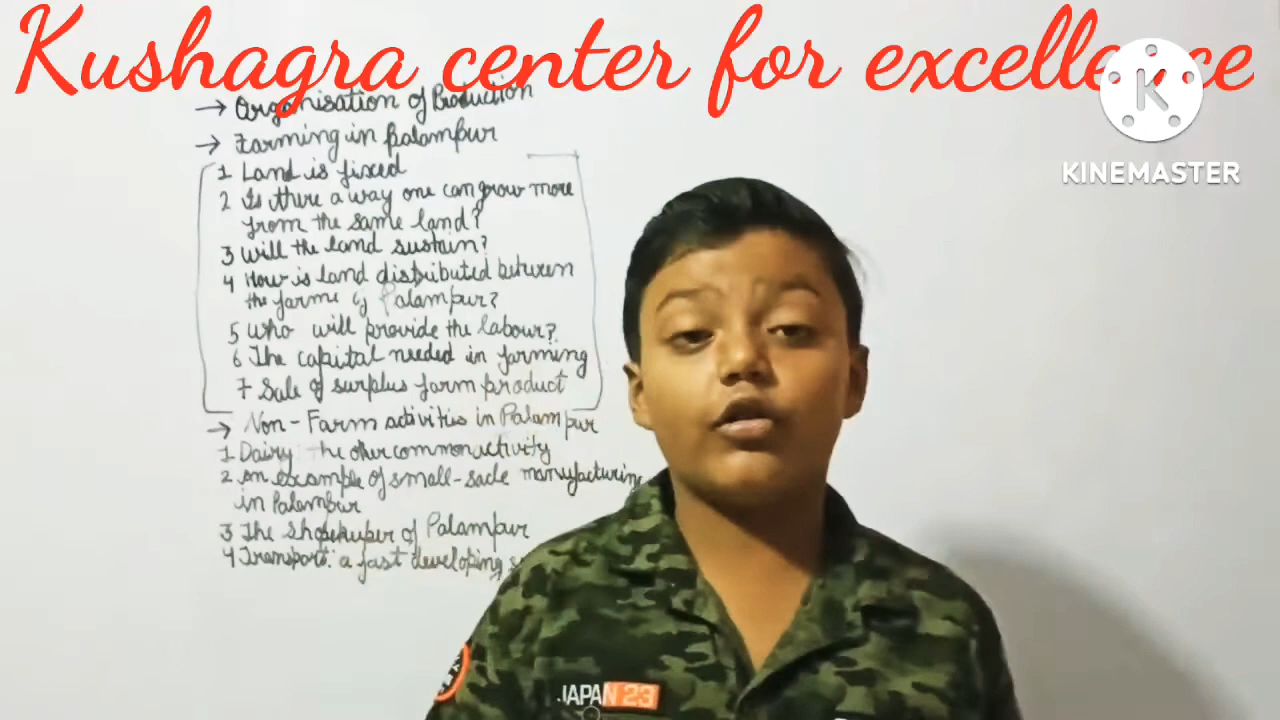 Kushagra center for excellence
K
KINEMASTER
→ Organisation of Production
→ Farming in Palampur
1 Land is fixed
2 Is there a way one can grow more
from the same land?
3 Will the land sustain?
4 How is land distributed between
the farme of Palampur?
5 Who will provide the labour?
6 The capital needed in farming
7 Sale of surplus farm product
→ Non-Farm activities in Palampur
1 Dairy: the other common activity
2 an example of small-scale manufacturing
in Palampur
3 The Shopekuper of Palampur
4 Transport: a fast developing
JAPAN 23